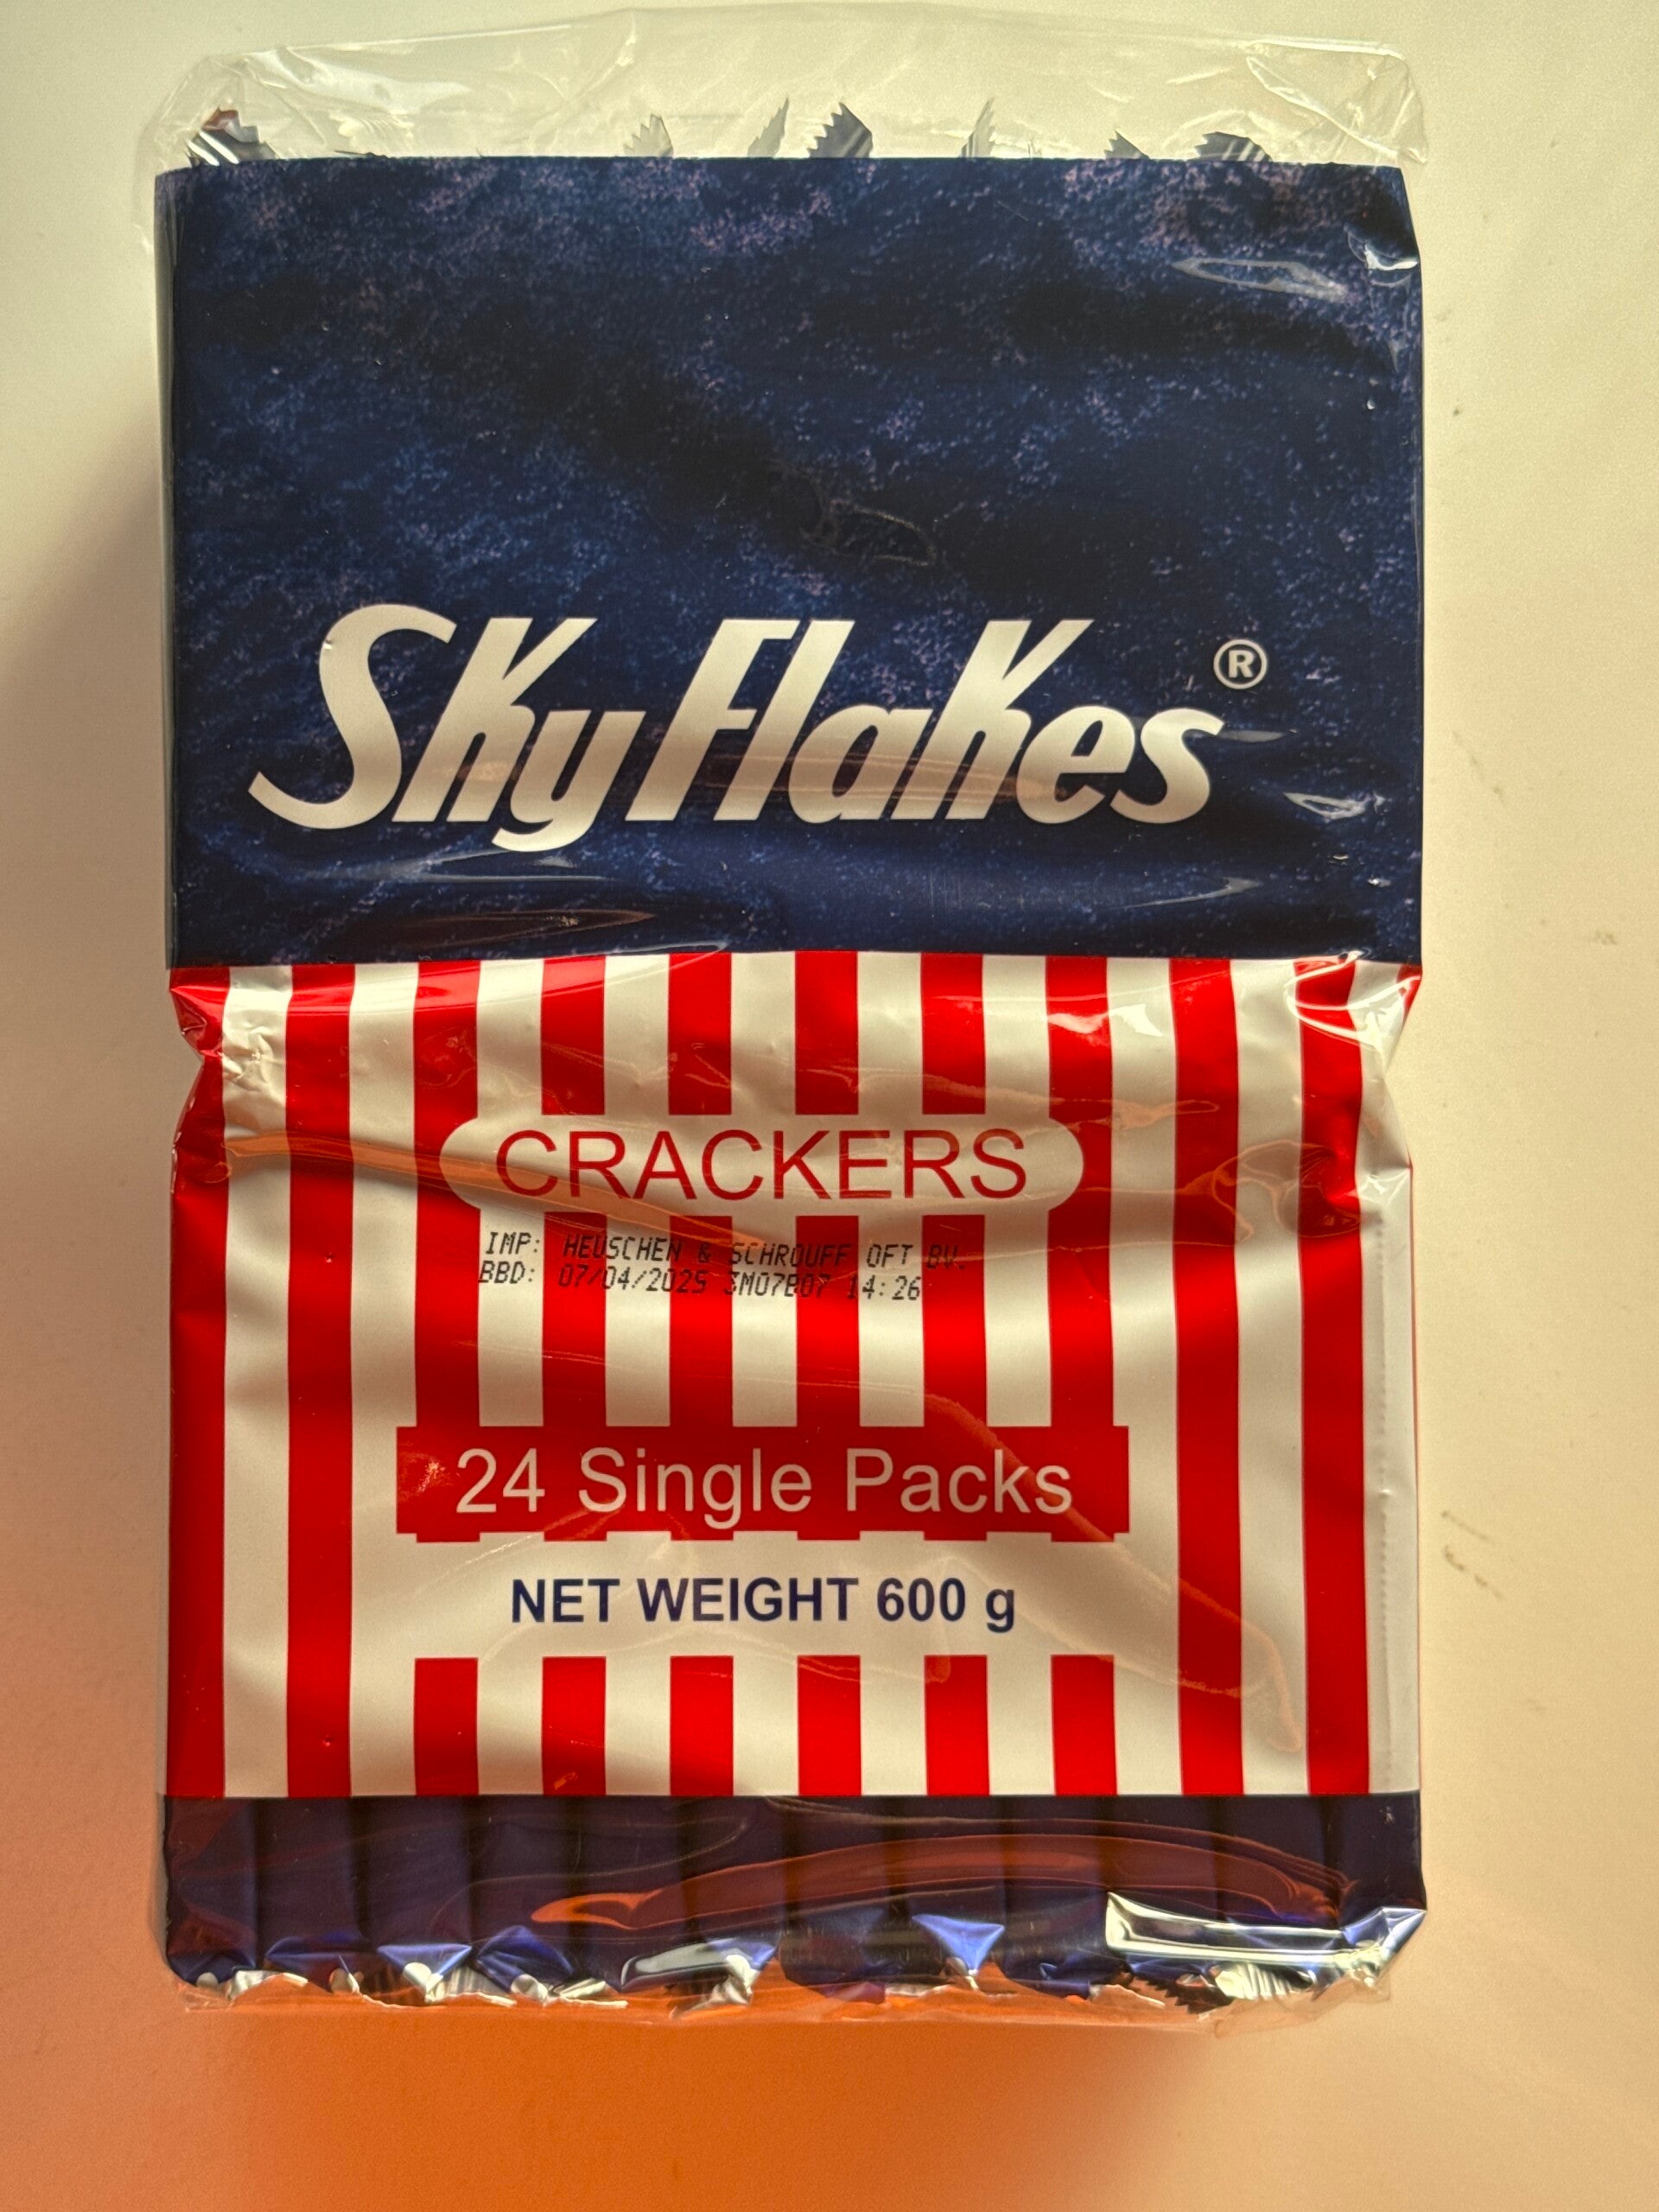 SkyFlakes®
CRACKERS
IMP: HEUSCHEN & SCHROUFF OFT BV.
BBD: 07/04/2025 14:26
24 Single Packs
NET WEIGHT 600 g